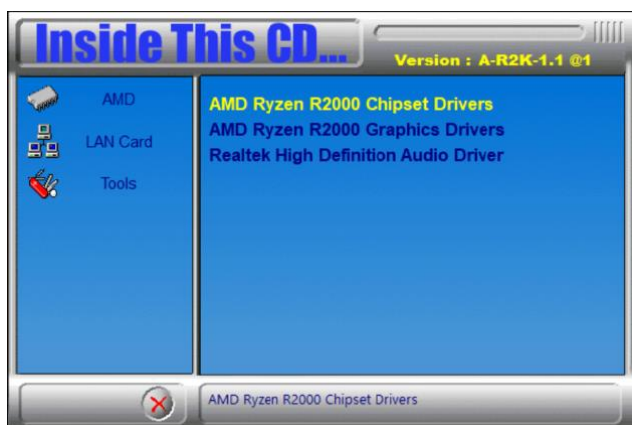 Inside This CD...
Version : A-R2K-1.1 @1
AMD
LAN Card
Tools
AMD Ryzen R2000 Chipset Drivers
AMD Ryzen R2000 Graphics Drivers
Realtek High Definition Audio Driver
AMD Ryzen R2000 Chipset Drivers